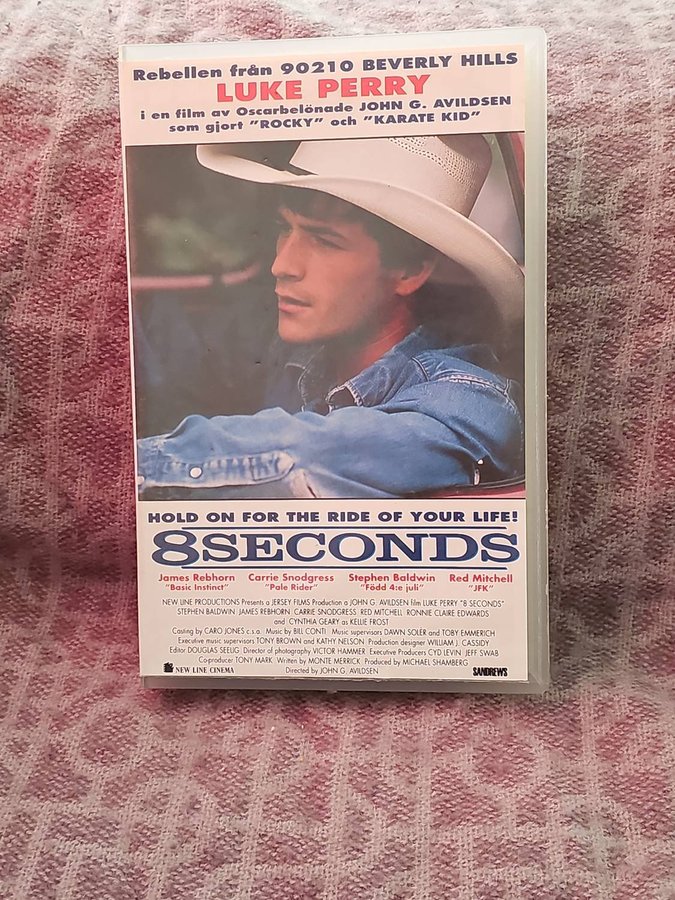 Rebellen från 90210 BEVERLY HILLS
LUKE PERRY
i en film av Oscarbelönade JOHN G. AVILDSEN
som gjort "ROCKY" och "KARATE KID"
HOLD ON FOR THE RIDE OF YOUR LIFE!
8 SECONDS
James Rebhorn Carrie Snodgress Stephen Baldwin Red Mitchell
"Basic Instinct" "Pale Rider" "Född 4:e juli" "JFK"
NEW LINE PRODUCTIONS Presents a JERSEY FILMS Production a JOHN G. AVILDSEN film LUKE PERRY "8 SECONDS"
STEPHEN BALDWIN JAMES REBHORN CARRIE SNODGRESS RED MITCHELL RONNIE CLAIRE EDWARDS
and CYNTHIA GEARY as KELLIE FROST
Casting by CARO JONES c.s.a. Music by BILL CONTI Music supervisors DAWN SOLER and TOBY EMMERICH
Executive music supervisors TONY BROWN and KATHY NELSON Production designer WILLIAM J. CASSIDY
Editor DOUGLAS SEELIG Director of photography VICTOR HAMMER Executive Producers CYD LEVIN JEFF SWAB
Co-producer TONY MARK Written by MONTE MERRICK Produced by MICHAEL SHAMBERG
Directed by JOHN G. AVILDSEN
NEW LINE CINEMA
SANDREWS